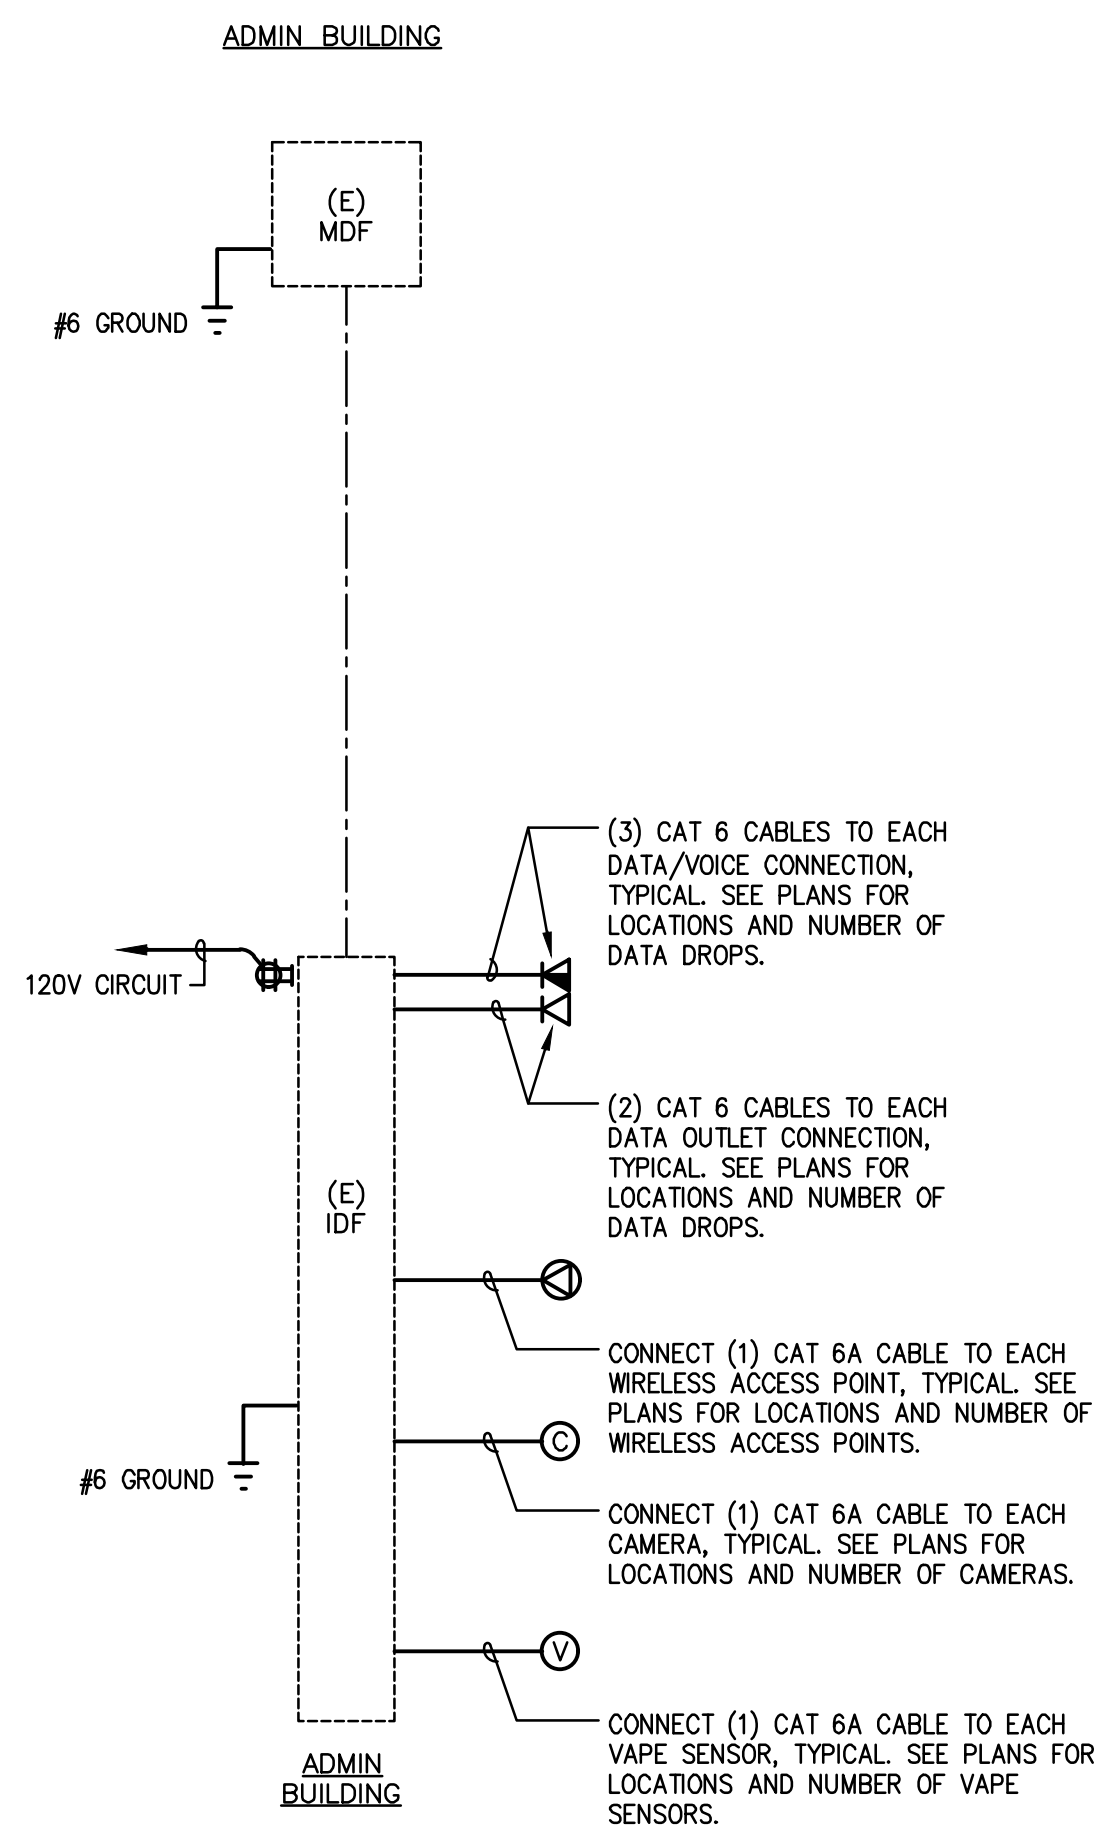 ADMIN BUILDING
(E)
MDF
#6 GROUND
(3) CAT 6 CABLES TO EACH
DATA/VOICE CONNECTION,
TYPICAL. SEE PLANS FOR
LOCATIONS AND NUMBER OF
DATA DROPS.
120V CIRCUIT
(2) CAT 6 CABLES TO EACH
DATA OUTLET CONNECTION,
TYPICAL. SEE PLANS FOR
LOCATIONS AND NUMBER OF
DATA DROPS.
(E)
IDF
CONNECT (1) CAT 6A CABLE TO EACH
WIRELESS ACCESS POINT, TYPICAL. SEE
PLANS FOR LOCATIONS AND NUMBER OF
WIRELESS ACCESS POINTS.
C
#6 GROUND
CONNECT (1) CAT 6A CABLE TO EACH
CAMERA, TYPICAL. SEE PLANS FOR
LOCATIONS AND NUMBER OF CAMERAS.
V
CONNECT (1) CAT 6A CABLE TO EACH
VAPE SENSOR, TYPICAL. SEE PLANS FOR
LOCATIONS AND NUMBER OF VAPE
SENSORS.
ADMIN
BUILDING